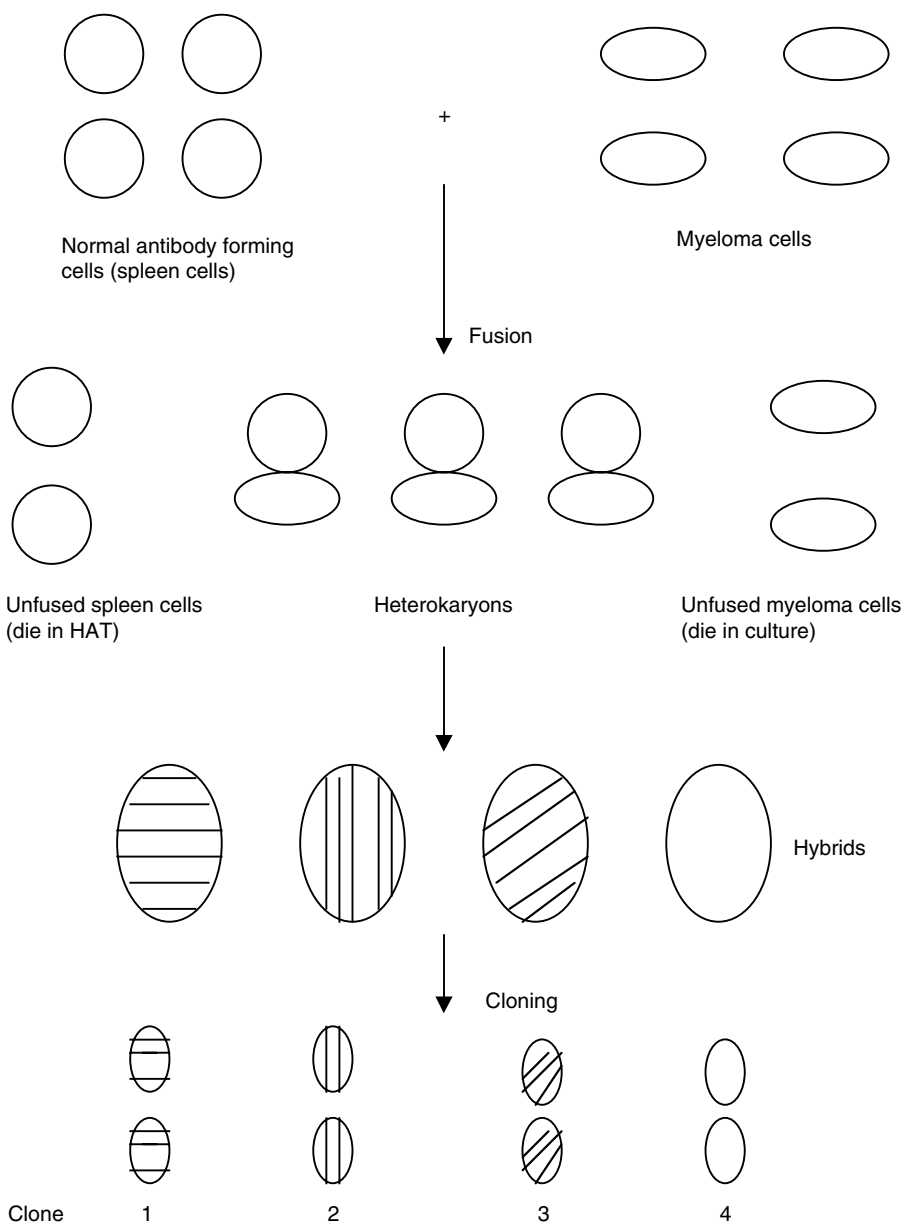 +
Normal antibody forming
cells (spleen cells)
Myeloma cells
Fusion
Unfused spleen cells
(die in HAT)
Heterokaryons
Unfused myeloma cells
(die in culture)
Hybrids
Cloning
Clone 1 2 3 4